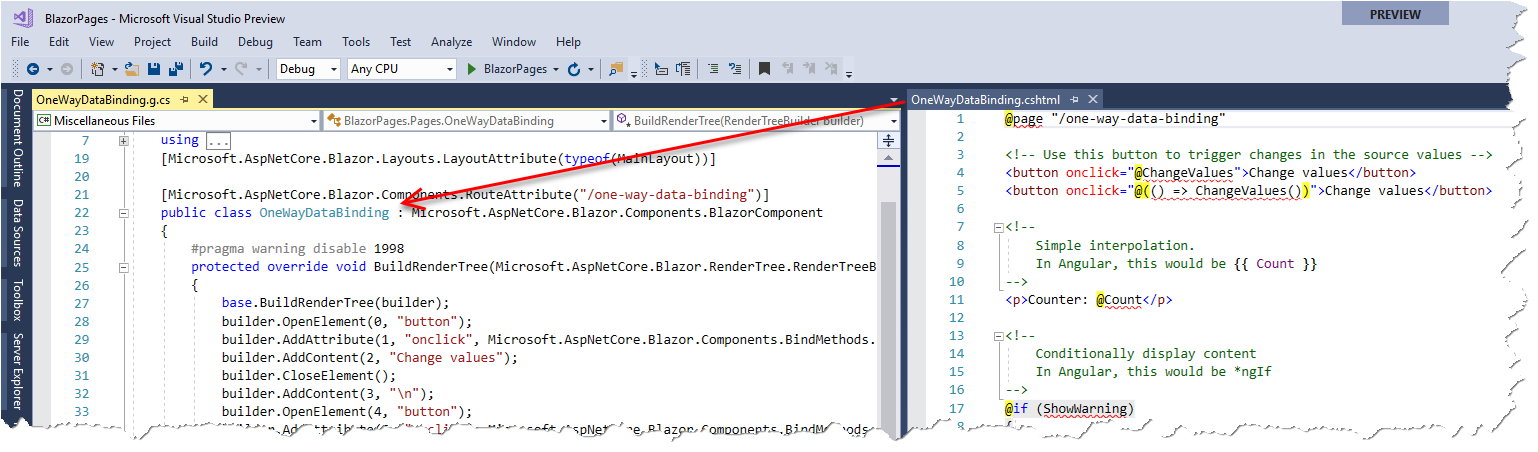 BlazorPages - Microsoft Visual Studio Preview
PREVIEW
File Edit View Project Build Debug Team Tools Test Analyze Window Help
Debug Any CPU BlazorPages
Document Outline
Data Sources
Toolbox
Server Explorer
OneWayDataBinding.g.cs
C# Miscellaneous Files BlazorPages.Pages.OneWayDataBinding BuildRenderTree(RenderTreeBuilder builder)
7 using ...
19 [Microsoft.AspNetCore.Blazor.Layouts.LayoutAttribute(typeof(MainLayout))]
20
21 [Microsoft.AspNetCore.Blazor.Components.RouteAttribute("/one-way-data-binding")]
22 public class OneWayDataBinding : Microsoft.AspNetCore.Blazor.Components.BlazorComponent
23 {
24 #pragma warning disable 1998
25 protected override void BuildRenderTree(Microsoft.AspNetCore.Blazor.RenderTree.RenderTreeB
26 {
27 base.BuildRenderTree(builder);
28 builder.OpenElement(0, "button");
29 builder.AddAttribute(1, "onclick", Microsoft.AspNetCore.Blazor.Components.BindMethods.
30 builder.AddContent(2, "Change values");
31 builder.CloseElement();
32 builder.AddContent(3, "\n");
33 builder.OpenElement(4, "button");
OneWayDataBinding.cshtml
1 @page "/one-way-data-binding"
2
3 <!-- Use this button to trigger changes in the source values -->
4 <button onclick="@ChangeValues">Change values</button>
5 <button onclick="@(() => ChangeValues())">Change values</button>
6
7 <!--
8 Simple interpolation.
9 In Angular, this would be {{ Count }}
10 -->
11 <p>Counter: @Count</p>
12
13 <!--
14 Conditionally display content
15 In Angular, this would be *ngIf
16 -->
17 @if (ShowWarning)